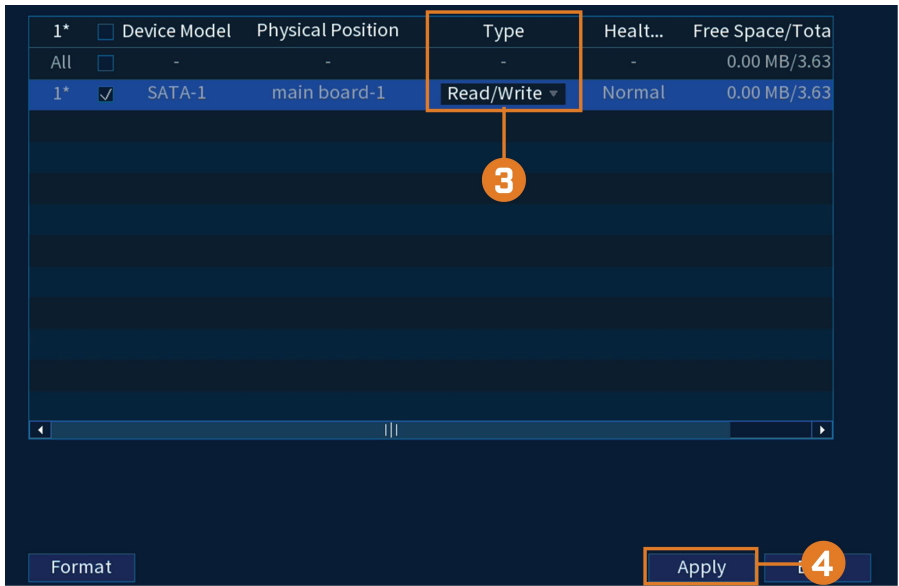 1* Device Model Physical Position Type Healt... Free Space/Tota
All - - - - 0.00 MB/3.63
1* SATA-1 main board-1 Read/Write Normal 0.00 MB/3.63
3
Format Apply 4